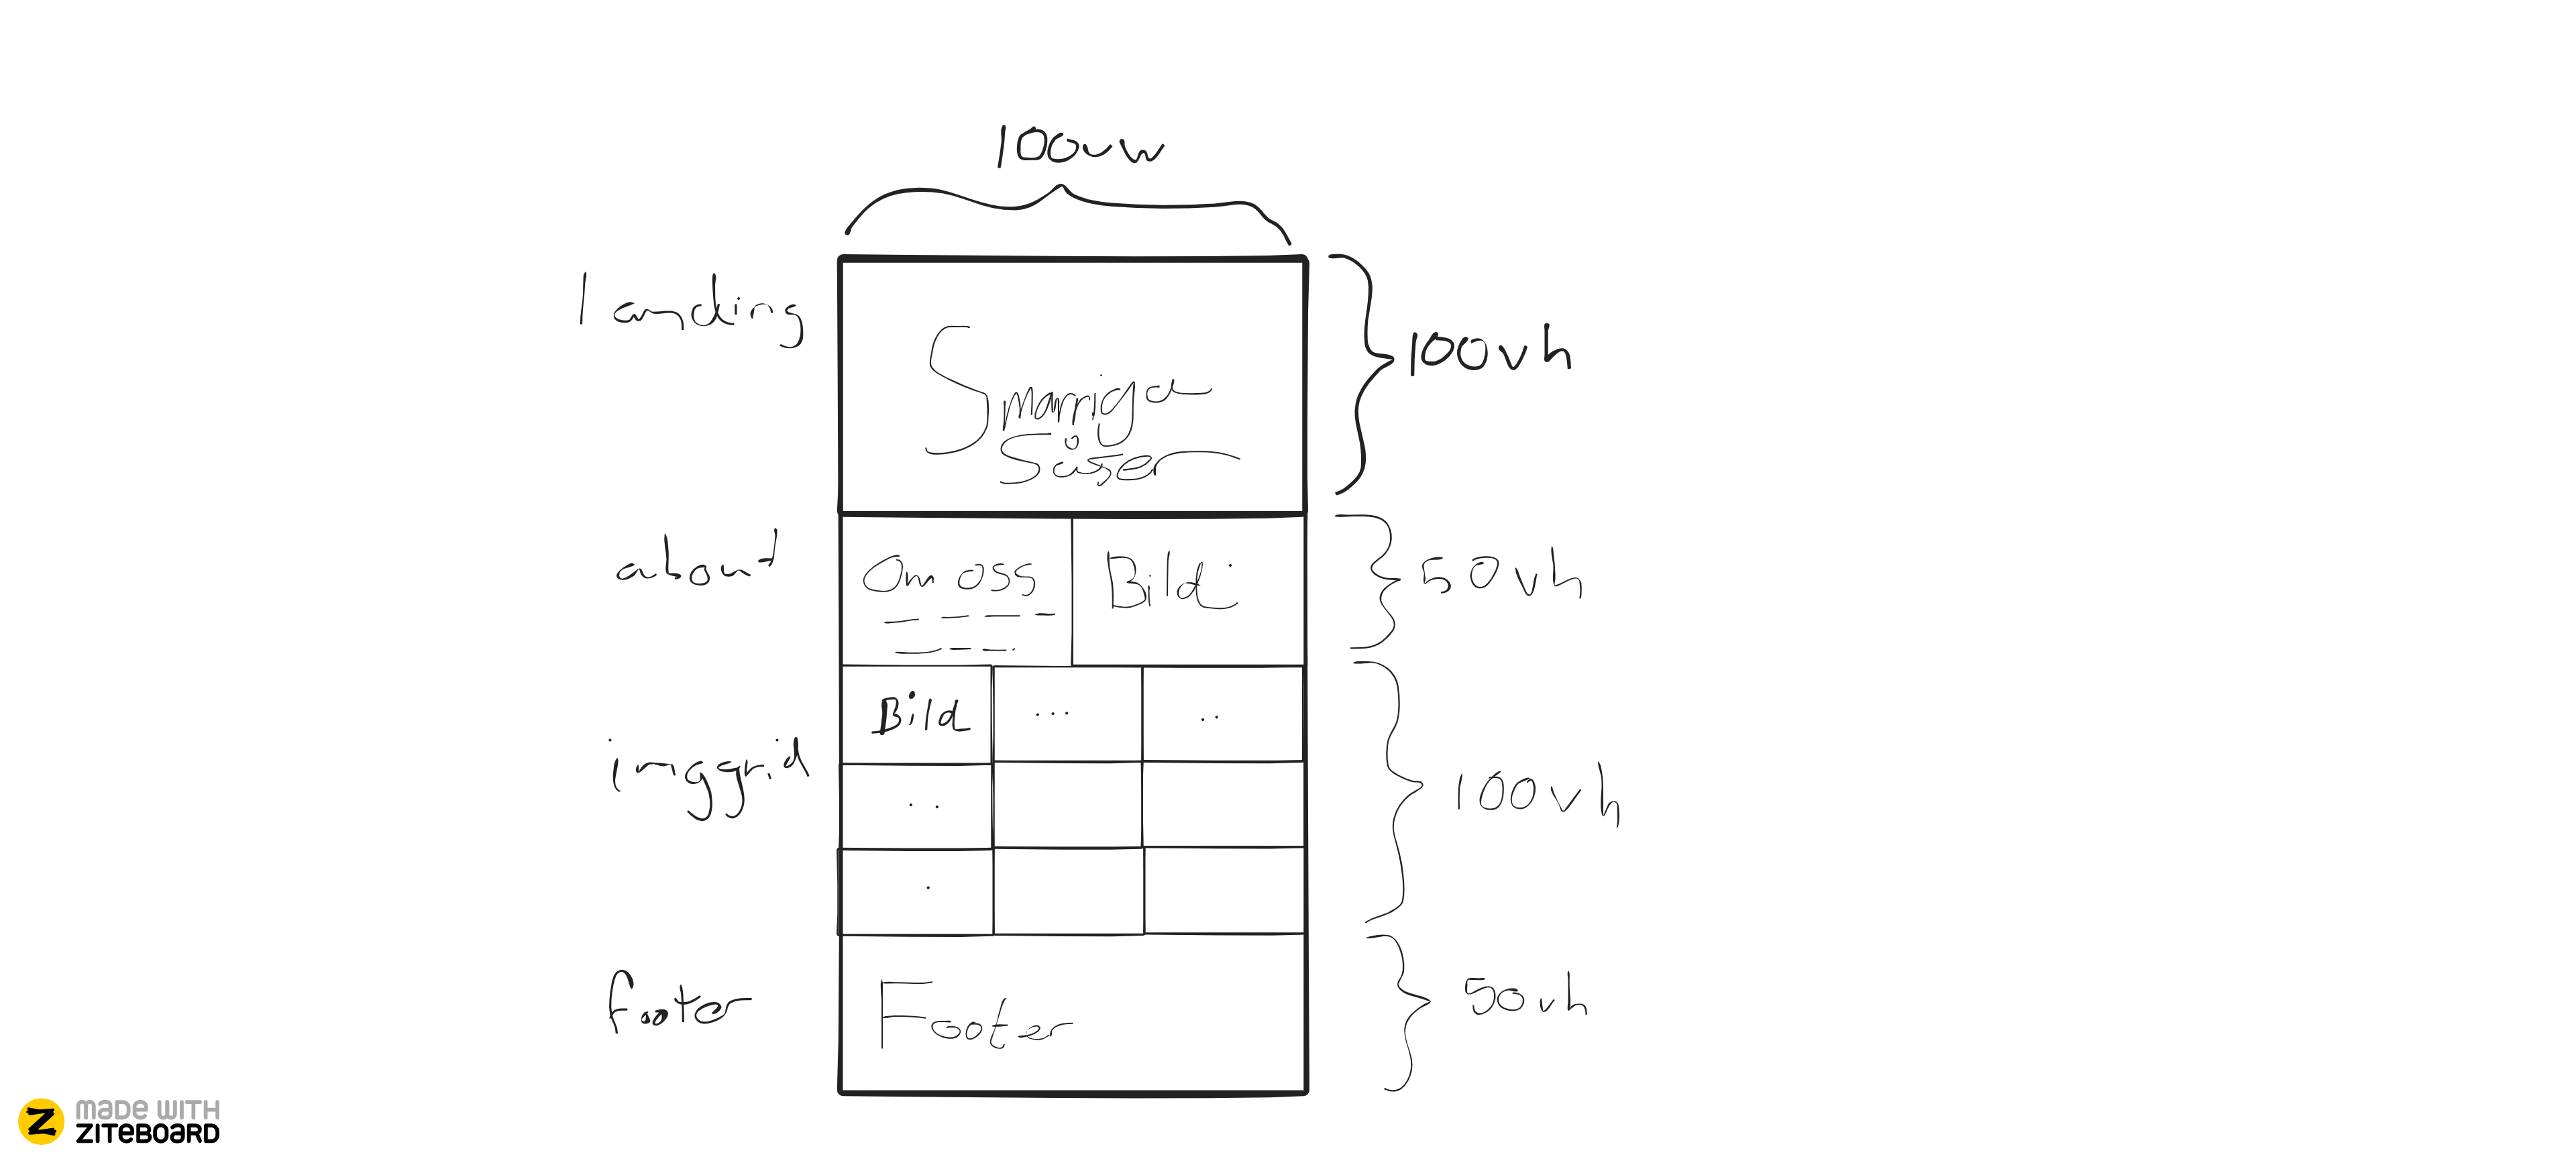 100vw
landing
Smarriga
Såser
100vh
about
Om oss
Bild
50vh
Bild
imggrid
100vh
footer
Footer
50vh
MADE WITH
ZITEBOARD